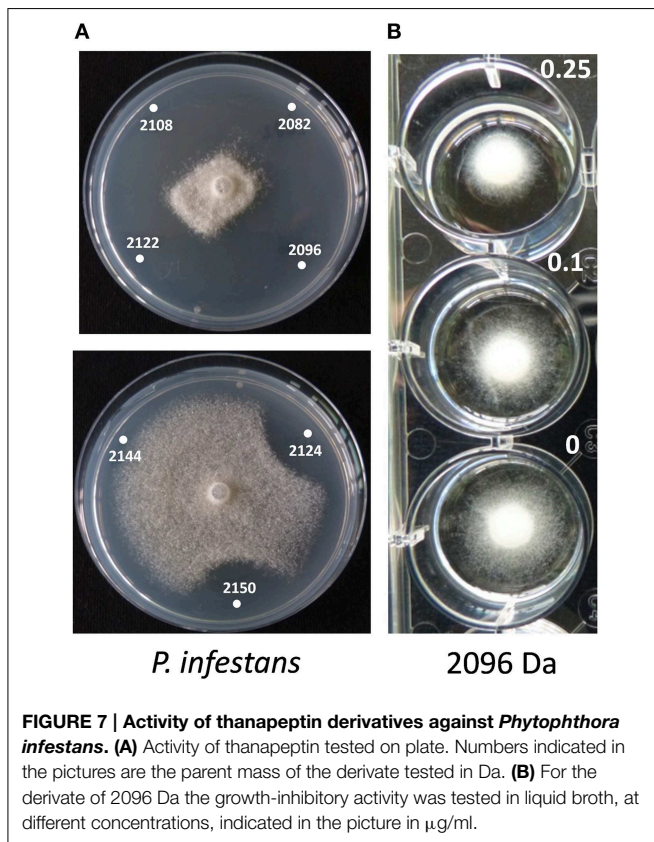 A
B
2108
2082
2122
2096
2144
2124
2150
0.25
0.1
0
P. infestans
2096 Da
FIGURE 7 | Activity of thanapeptin derivatives against Phytophthora
infestans. (A) Activity of thanapeptin tested on plate. Numbers indicated in
the pictures are the parent mass of the derivate tested in Da. (B) For the
derivate of 2096 Da the growth-inhibitory activity was tested in liquid broth, at
different concentrations, indicated in the picture in μg/ml.